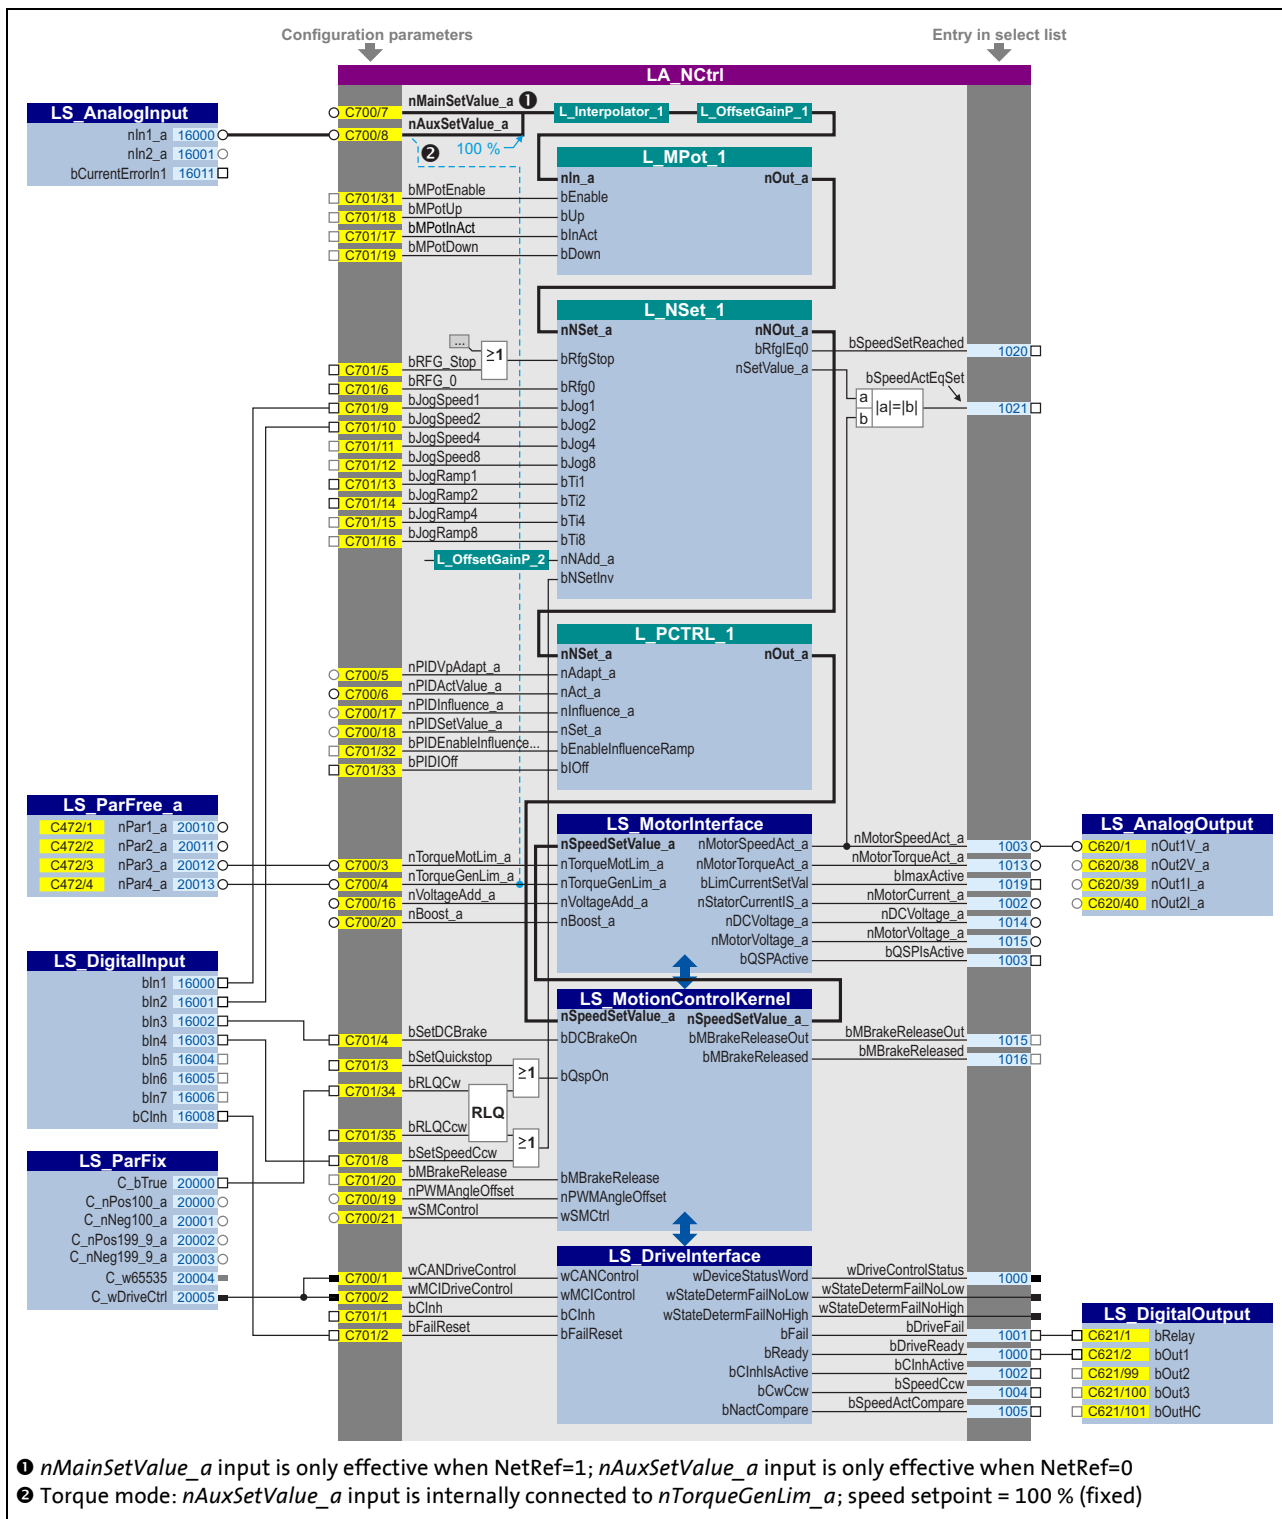 Configuration parameters
Entry in select list
LA_NCtrl
LS_AnalogInput
nIn1_a 16000
nIn2_a 16001
bCurrentErrorIn1 16011
C700/7 nMainSetValue_a ❶
C700/8 nAuxSetValue_a
❷ 100 %
L_Interpolator_1
L_OffsetGainP_1
L_MPot_1
nIn_a nOut_a
C701/31 bMPotEnable bEnable
C701/18 bMPotUp bUp
C701/17 bMPotInAct bInAct
C701/19 bMPotDown bDown
L_NSet_1
nNSet_a nNOut_a
... ≥1
bRfgIEq0 bSpeedSetReached 1020
C701/5 bRFG_Stop bRfgStop
nSetValue_a
bSpeedActEqSet
a
b
|a|=|b|
1021
C701/6 bRFG_0 bRfg0
C701/9 bJogSpeed1 bJog1
C701/10 bJogSpeed2 bJog2
C701/11 bJogSpeed4 bJog4
C701/12 bJogSpeed8 bJog8
C701/13 bJogRamp1 bTi1
C701/14 bJogRamp2 bTi2
C701/15 bJogRamp4 bTi4
C701/16 bJogRamp8 bTi8
L_OffsetGainP_2 nNAdd_a
bNSetInv
L_PCTRL_1
nNSet_a nOut_a
C700/5 nPIDVpAdapt_a nAdapt_a
C700/6 nPIDActValue_a nAct_a
C700/17 nPIDInfluence_a nInfluence_a
C700/18 nPIDSetValue_a nSet_a
C701/32 bPIDEnableInfluence... bEnableInfluenceRamp
C701/33 bPIDIOff bIOff
LS_ParFree_a
C472/1 nPar1_a 20010
C472/2 nPar2_a 20011
C472/3 nPar3_a 20012
C472/4 nPar4_a 20013
LS_MotorInterface
nSpeedSetValue_a
C700/3 nTorqueMotLim_a nTorqueMotLim_a
C700/4 nTorqueGenLim_a nTorqueGenLim_a
C700/16 nVoltageAdd_a nVoltageAdd_a
C700/20 nBoost_a nBoost_a
nMotorSpeedAct_a nMotorSpeedAct_a 1003
nMotorTorqueAct_a nMotorTorqueAct_a 1013
bLimCurrentSetVal bImaxActive 1019
nStatorCurrentIS_a nMotorCurrent_a 1002
nDCVoltage_a nDCVoltage_a 1014
nMotorVoltage_a nMotorVoltage_a 1015
bQSPActive bQSPIsActive 1003
LS_AnalogOutput
C620/1 nOut1V_a
C620/38 nOut2V_a
C620/39 nOut1I_a
C620/40 nOut2I_a
LS_DigitalInput
bIn1 16000
bIn2 16001
bIn3 16002
bIn4 16003
bIn5 16004
bIn6 16005
bIn7 16006
bCInh 16008
LS_MotionControlKernel
nSpeedSetValue_a nSpeedSetValue_a_
C701/4 bSetDCBrake bDCBrakeOn
bMBrakeReleaseOut bMBrakeReleaseOut 1015
bMBrakeReleased bMBrakeReleased 1016
C701/3 bSetQuickstop
≥1 bQspOn
C701/34 bRLQCw
RLQ
C701/35 bRLQCcw
≥1
C701/8 bSetSpeedCcw
C701/20 bMBrakeRelease bMBrakeRelease
C700/19 nPWMAngleOffset nPWMAngleOffset
C700/21 wSMControl wSMCtrl
LS_ParFix
C_bTrue 20000
C_nPos100_a 20000
C_nNeg100_a 20001
C_nPos199_9_a 20002
C_nNeg199_9_a 20003
C_w65535 20004
C_wDriveCtrl 20005
LS_DriveInterface
C700/1 wCANDriveControl wCANControl
C700/2 wMCIDriveControl wMCIControl
C701/1 bCInh bCInh
C701/2 bFailReset bFailReset
wDeviceStatusWord wDriveControlStatus 1000
wStateDetermFailNoLow wStateDetermFailNoLow
wStateDetermFailNoHigh wStateDetermFailNoHigh
bFail bDriveFail 1001
bReady bDriveReady 1000
bCInhIsActive bCInhActive 1002
bCwCcw bSpeedCcw 1004
bNactCompare bSpeedActCompare 1005
LS_DigitalOutput
C621/1 bRelay
C621/2 bOut1
C621/99 bOut2
C621/100 bOut3
C621/101 bOutHC
❶ nMainSetValue_a input is only effective when NetRef=1; nAuxSetValue_a input is only effective when NetRef=0
❷ Torque mode: nAuxSetValue_a input is internally connected to nTorqueGenLim_a; speed setpoint = 100 % (fixed)